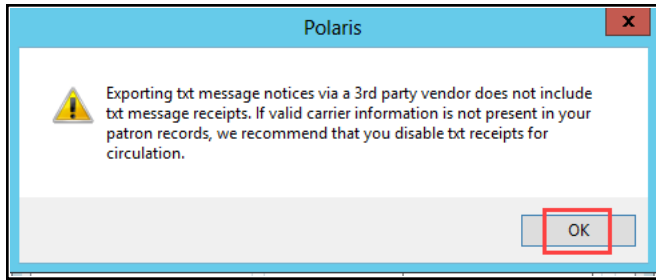 Polaris
x
Exporting txt message notices via a 3rd party vendor does not include
txt message receipts. If valid carrier information is not present in your
patron records, we recommend that you disable txt receipts for
circulation.
OK